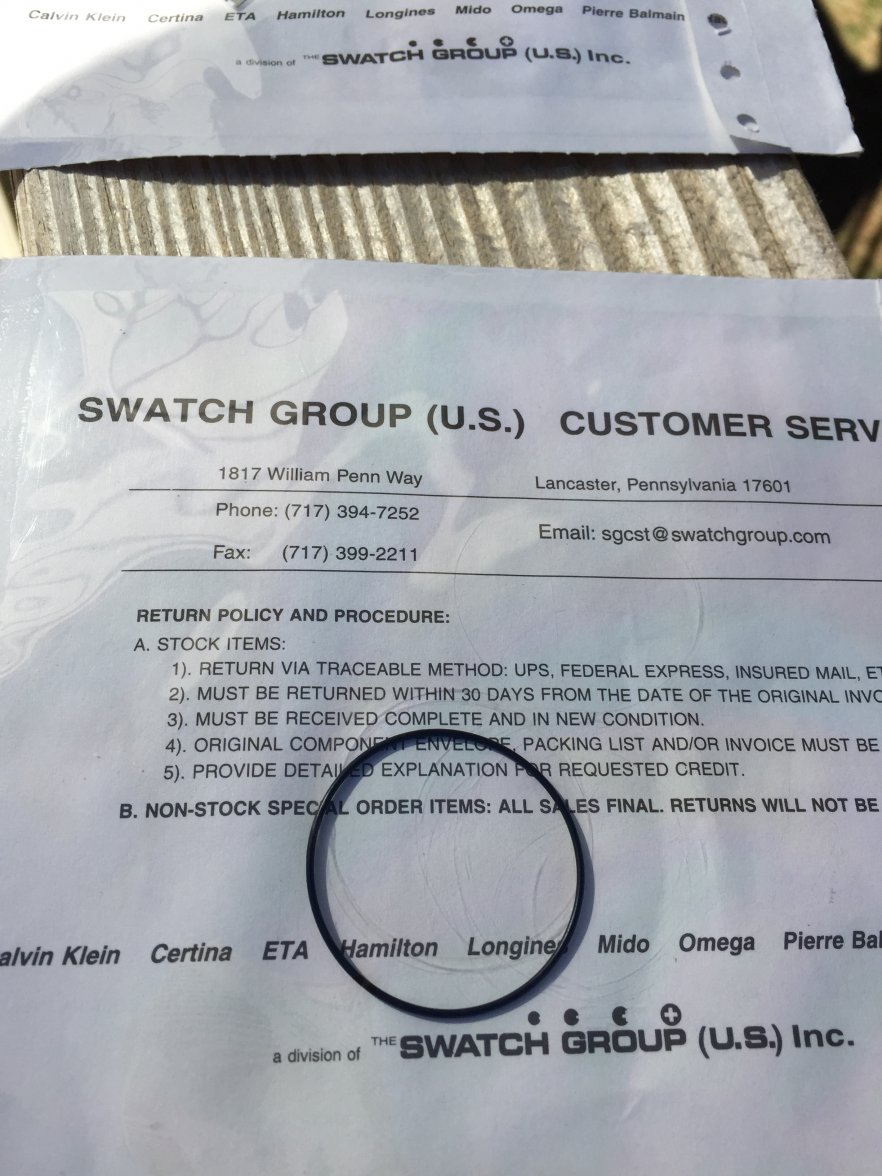 Calvin Klein Certina ETA Hamilton Longines Mido Omega Pierre Balmain
a division of THE SWATCH GROUP (U.S.) Inc.
SWATCH GROUP (U.S.) CUSTOMER SERV
1817 William Penn Way Lancaster, Pennsylvania 17601
Phone: (717) 394-7252
Email: sgcst@swatchgroup.com
Fax: (717) 399-2211
RETURN POLICY AND PROCEDURE:
A. STOCK ITEMS:
1). RETURN VIA TRACEABLE METHOD: UPS, FEDERAL EXPRESS, INSURED MAIL, ET
2). MUST BE RETURNED WITHIN 30 DAYS FROM THE DATE OF THE ORIGINAL INVO
3). MUST BE RECEIVED COMPLETE AND IN NEW CONDITION.
4). ORIGINAL COMPONENT ENVELOPE, PACKING LIST AND/OR INVOICE MUST BE
5). PROVIDE DETAILED EXPLANATION FOR REQUESTED CREDIT.
B. NON-STOCK SPECIAL ORDER ITEMS: ALL SALES FINAL. RETURNS WILL NOT BE
alvin Klein Certina ETA Hamilton Longines Mido Omega Pierre Bal
a division of THE SWATCH GROUP (U.S.) Inc.